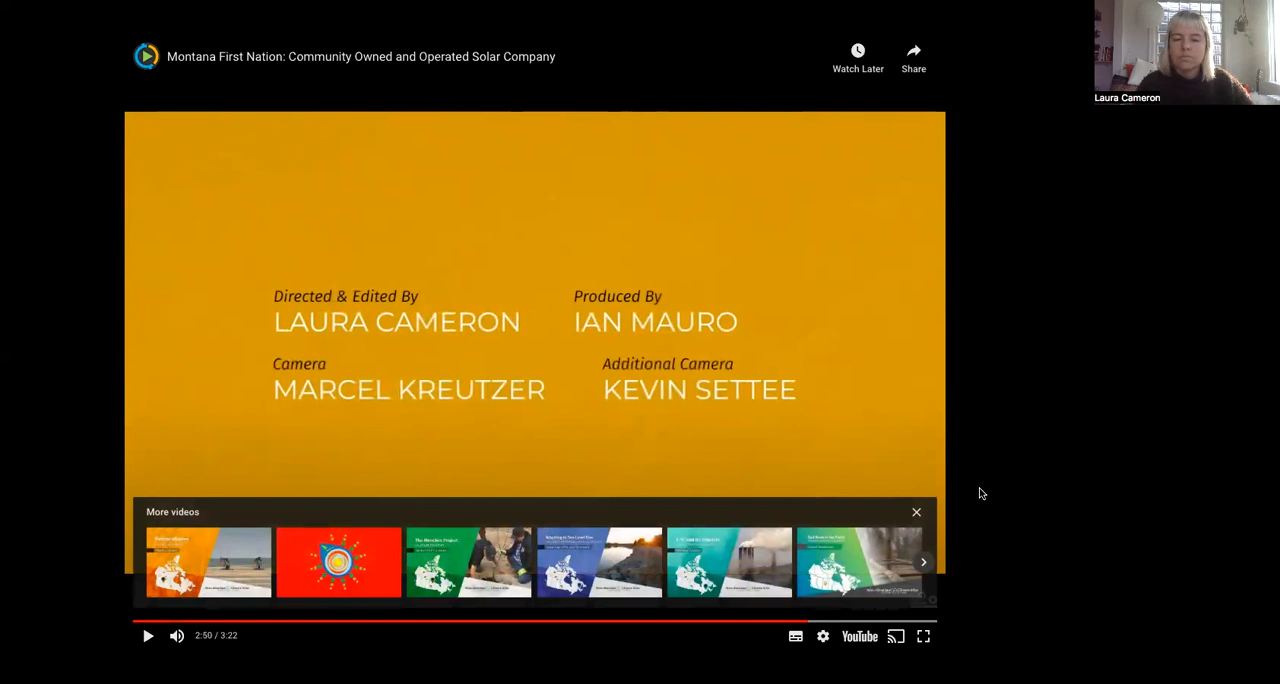 Montana First Nation: Community Owned and Operated Solar Company
Watch Later
Share
Laura Cameron
Directed & Edited By
LAURA CAMERON
Produced By
IAN MAURO
Camera
MARCEL KREUTZER
Additional Camera
KEVIN SETTEE
More videos
2:50 / 3:22
YouTube